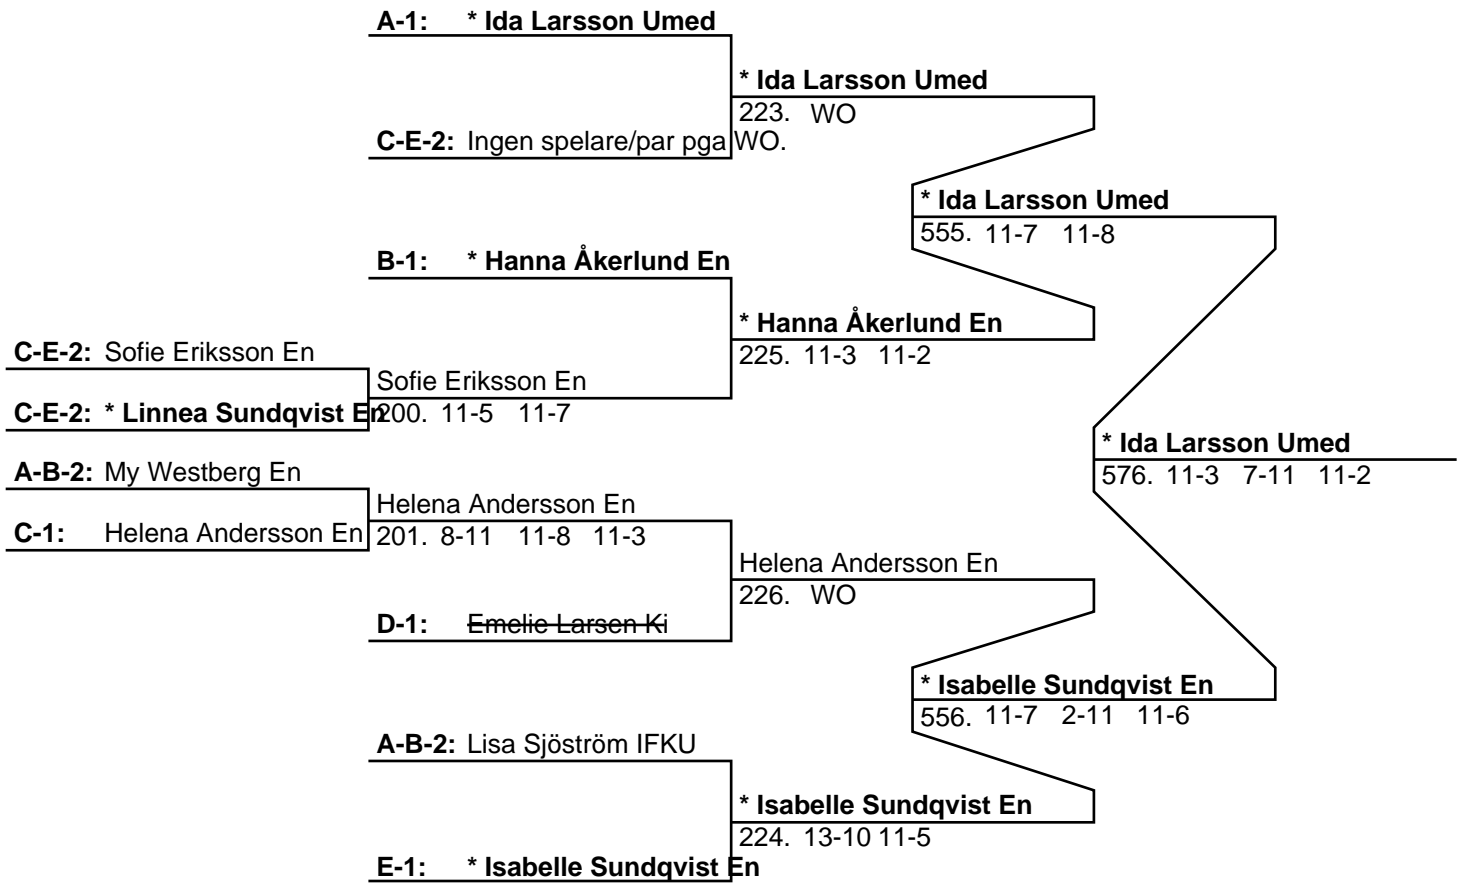 A-1: * Ida Larsson Umed
* Ida Larsson Umed
223. WO
C-E-2: Ingen spelare/par pga WO.
* Ida Larsson Umed
555. 11-7 11-8
B-1: * Hanna Åkerlund En
* Hanna Åkerlund En
225. 11-3 11-2
C-E-2: Sofie Eriksson En
Sofie Eriksson En
C-E-2: * Linnea Sundqvist En
200. 11-5 11-7
* Ida Larsson Umed
576. 11-3 7-11 11-2
A-B-2: My Westberg En
Helena Andersson En
C-1: Helena Andersson En
201. 8-11 11-8 11-3
Helena Andersson En
226. WO
D-1: Emelie Larsen Ki
* Isabelle Sundqvist En
556. 11-7 2-11 11-6
A-B-2: Lisa Sjöström IFKU
* Isabelle Sundqvist En
224. 13-10 11-5
E-1: * Isabelle Sundqvist En